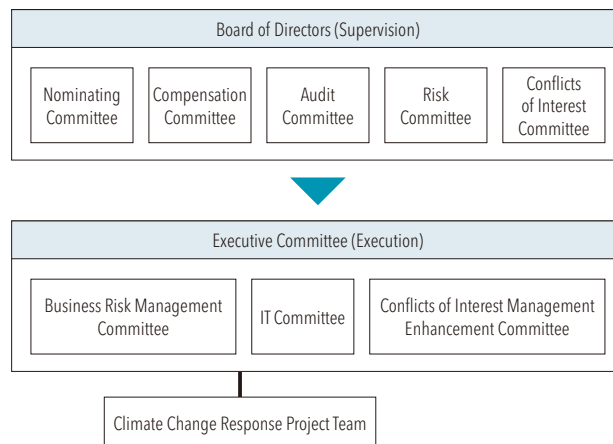 Board of Directors (Supervision)
Nominating
Committee
Compensation
Committee
Audit
Committee
Risk
Committee
Conflicts
of Interest
Committee
Executive Committee (Execution)
Business Risk Management
Committee
IT Committee
Conflicts of Interest Management
Enhancement Committee
Climate Change Response Project Team